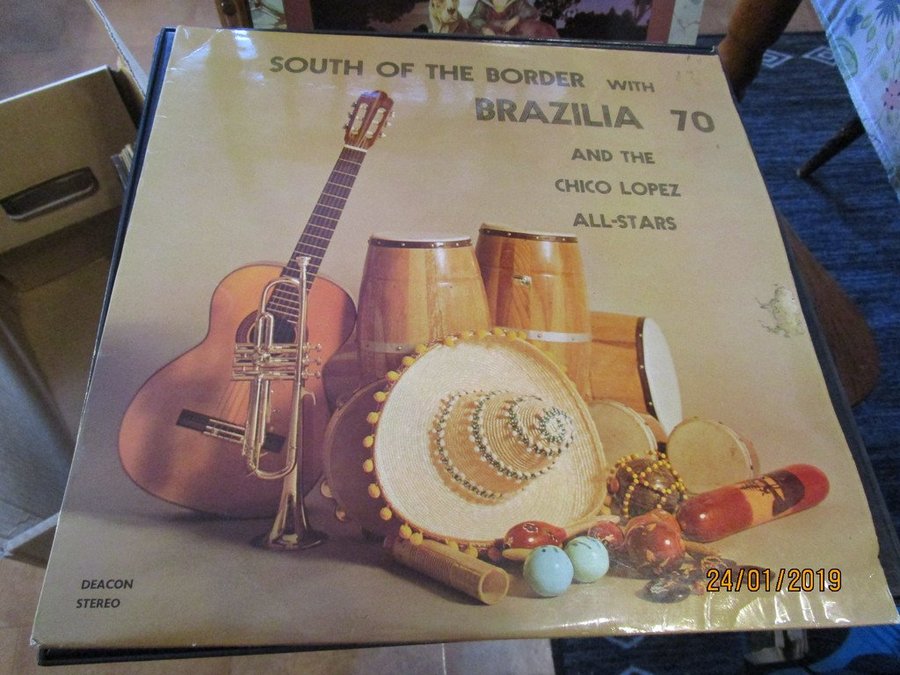 SOUTH OF THE BORDER WITH
BRAZILIA 70
AND THE
CHICO LOPEZ
ALL-STARS
DEACON
STEREO
24/01/2019